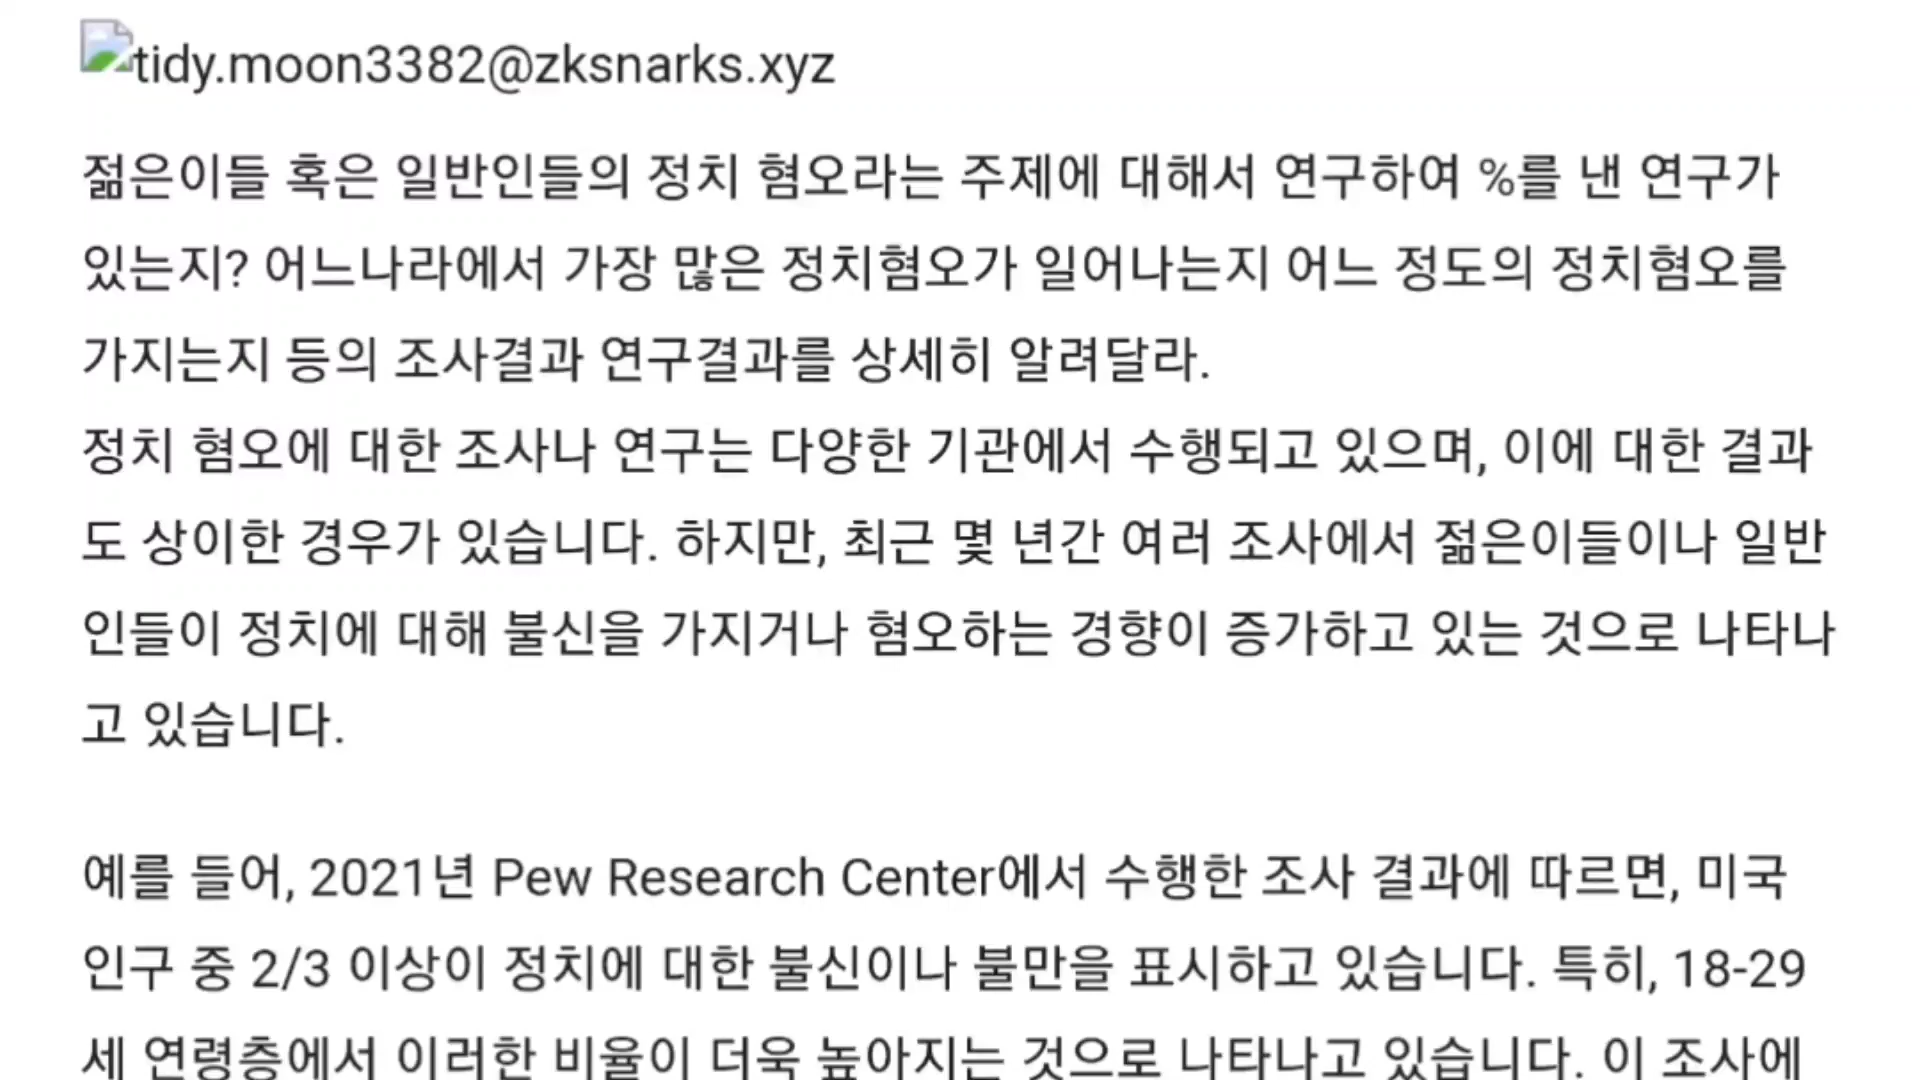 tidy.moon3382@zksnarks.xyz
젊은이들 혹은 일반인들의 정치 혐오라는 주제에 대해서 연구하여 %를 낸 연구가
있는지? 어느나라에서 가장 많은 정치혐오가 일어나는지 어느 정도의 정치혐오를
가지는지 등의 조사결과 연구결과를 상세히 알려달라.
정치 혐오에 대한 조사나 연구는 다양한 기관에서 수행되고 있으며, 이에 대한 결과
도 상이한 경우가 있습니다. 하지만, 최근 몇 년간 여러 조사에서 젊은이들이나 일반
인들이 정치에 대해 불신을 가지거나 혐오하는 경향이 증가하고 있는 것으로 나타나
고 있습니다.
예를 들어, 2021년 Pew Research Center에서 수행한 조사 결과에 따르면, 미국
인구 중 2/3 이상이 정치에 대한 불신이나 불만을 표시하고 있습니다. 특히, 18-29
세 연령층에서 이러한 비율이 더욱 높아지는 것으로 나타나고 있습니다. 이 조사에